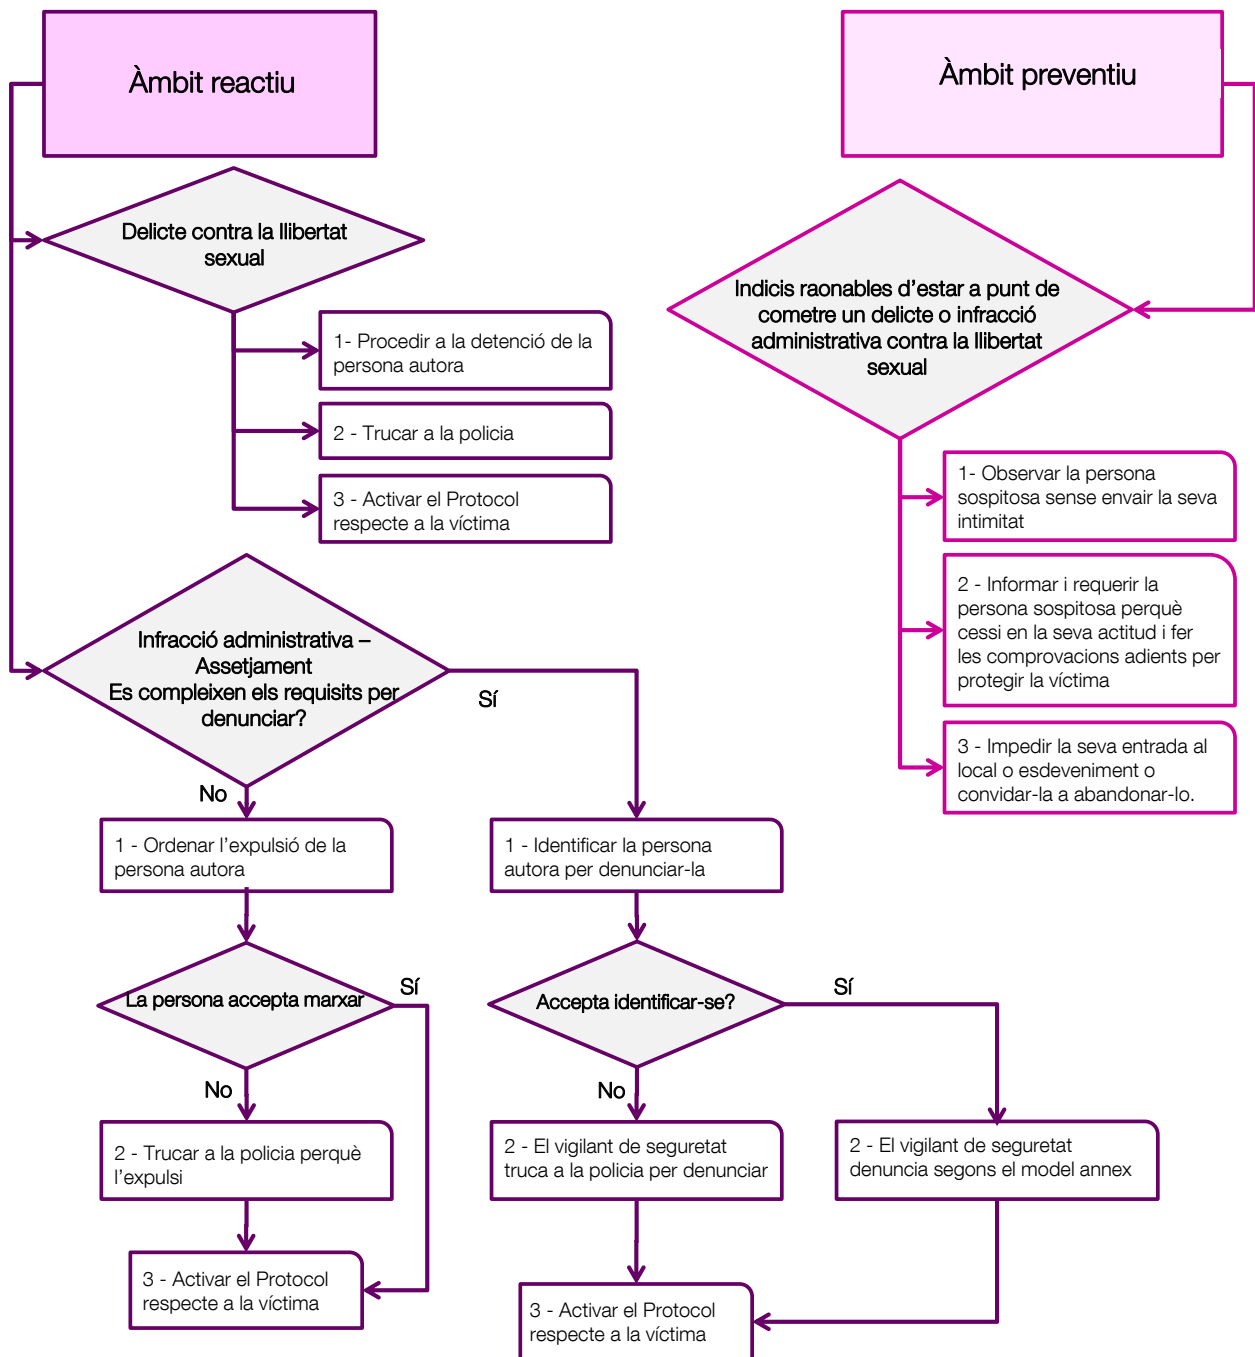 Àmbit reactiu
Àmbit preventiu
Delicte contra la llibertat
sexual
1- Procedir a la detenció de la
persona autora
2 - Trucar a la policia
3 - Activar el Protocol
respecte a la víctima
Indicis raonables d’estar a punt de
cometre un delicte o infracció
administrativa contra la llibertat
sexual
1- Observar la persona
sospitosa sense envair la seva
intimitat
2 - Informar i requerir la
persona sospitosa perquè
cessi en la seva actitud i fer
les comprovacions adients per
protegir la víctima
3 - Impedir la seva entrada al
local o esdeveniment o
convidar-la a abandonar-lo.
Infracció administrativa –
Assetjament
Es compleixen els requisits per
denunciar?
Sí
No
1 - Ordenar l’expulsió de la
persona autora
La persona accepta marxar
Sí
No
2 - Trucar a la policia perquè
l’expulsi
3 - Activar el Protocol
respecte a la víctima
1 - Identificar la persona
autora per denunciar-la
Accepta identificar-se?
Sí
No
2 - El vigilant de seguretat
truca a la policia per denunciar
2 - El vigilant de seguretat
denuncia segons el model annex
3 - Activar el Protocol
respecte a la víctima